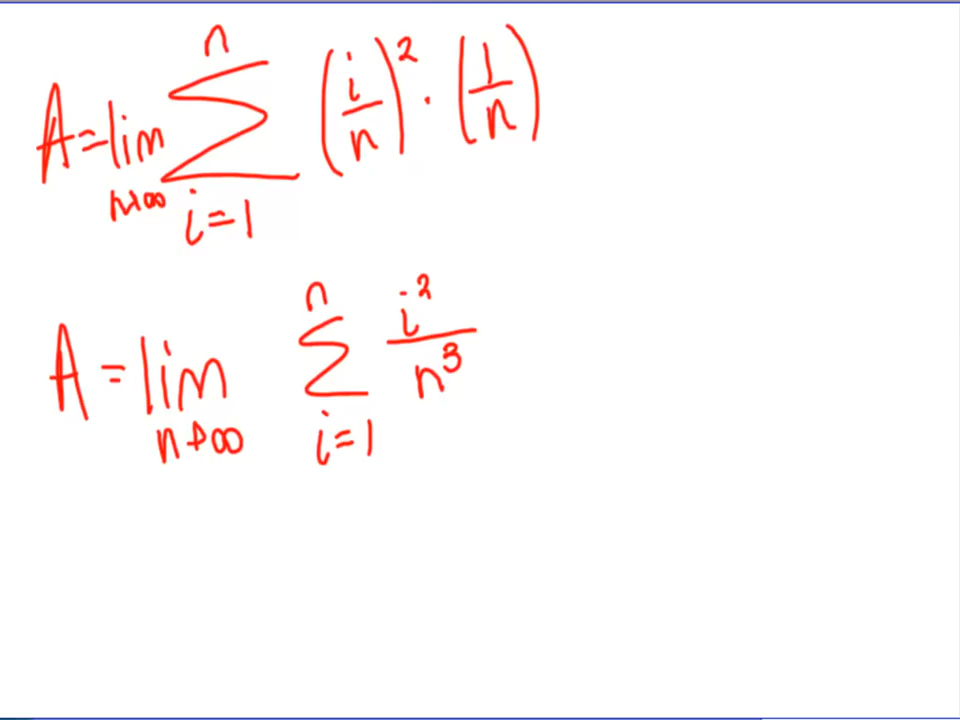 A = lim n→∞ n Σ i=1 (i/n)² · (1/n)
A = lim n→∞ n Σ i=1 i²/n³